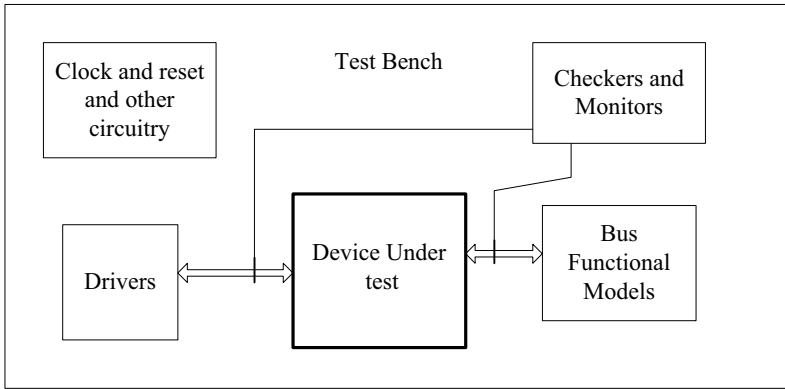 Clock and reset
and other
circuitry
Test Bench
Checkers and
Monitors
Drivers
Device Under
test
Bus
Functional
Models